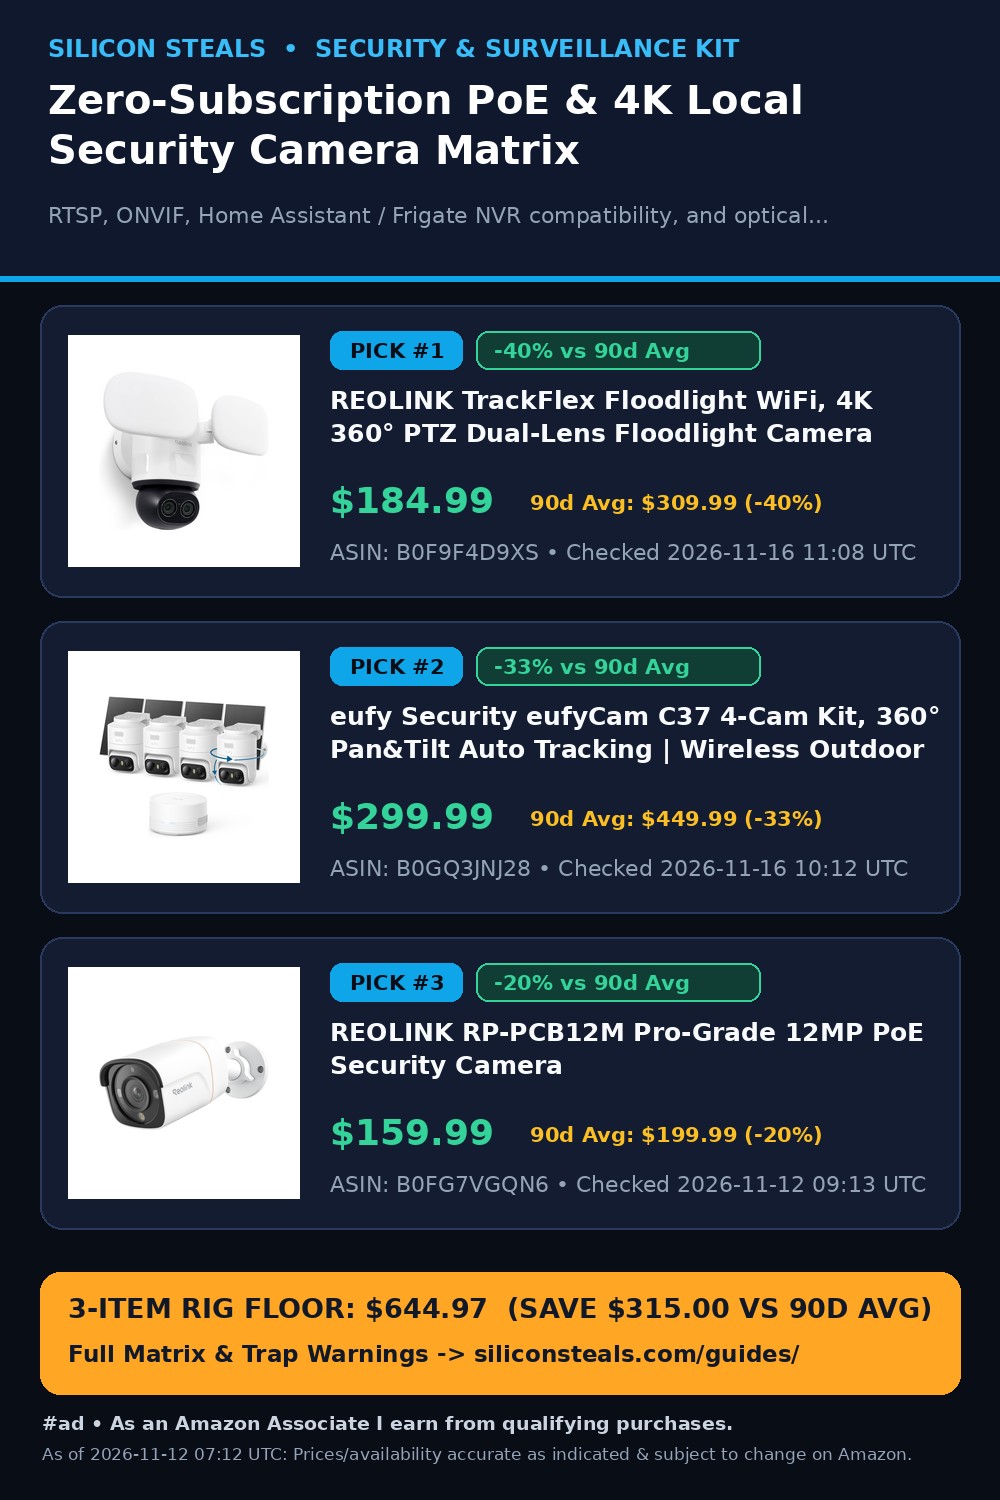 SILICON STEALS • SECURITY & SURVEILLANCE KIT
Zero-Subscription PoE & 4K Local
Security Camera Matrix
RTSP, ONVIF, Home Assistant / Frigate NVR compatibility, and optical...
PICK #1
-40% vs 90d Avg
REOLINK TrackFlex Floodlight WiFi, 4K
360° PTZ Dual-Lens Floodlight Camera
$184.99 90d Avg: $309.99 (-40%)
ASIN: B0F9F4D9XS • Checked 2026-11-16 11:08 UTC
PICK #2
-33% vs 90d Avg
eufy Security eufyCam C37 4-Cam Kit, 360°
Pan&Tilt Auto Tracking | Wireless Outdoor
$299.99 90d Avg: $449.99 (-33%)
ASIN: B0GQ3JNJ28 • Checked 2026-11-16 10:12 UTC
Reolink
PICK #3
-20% vs 90d Avg
REOLINK RP-PCB12M Pro-Grade 12MP PoE
Security Camera
$159.99 90d Avg: $199.99 (-20%)
ASIN: B0FG7VGQN6 • Checked 2026-11-12 09:13 UTC
3-ITEM RIG FLOOR: $644.97 (SAVE $315.00 VS 90D AVG)
Full Matrix & Trap Warnings -> siliconsteals.com/guides/
#ad • As an Amazon Associate I earn from qualifying purchases.
As of 2026-11-12 07:12 UTC: Prices/availability accurate as indicated & subject to change on Amazon.